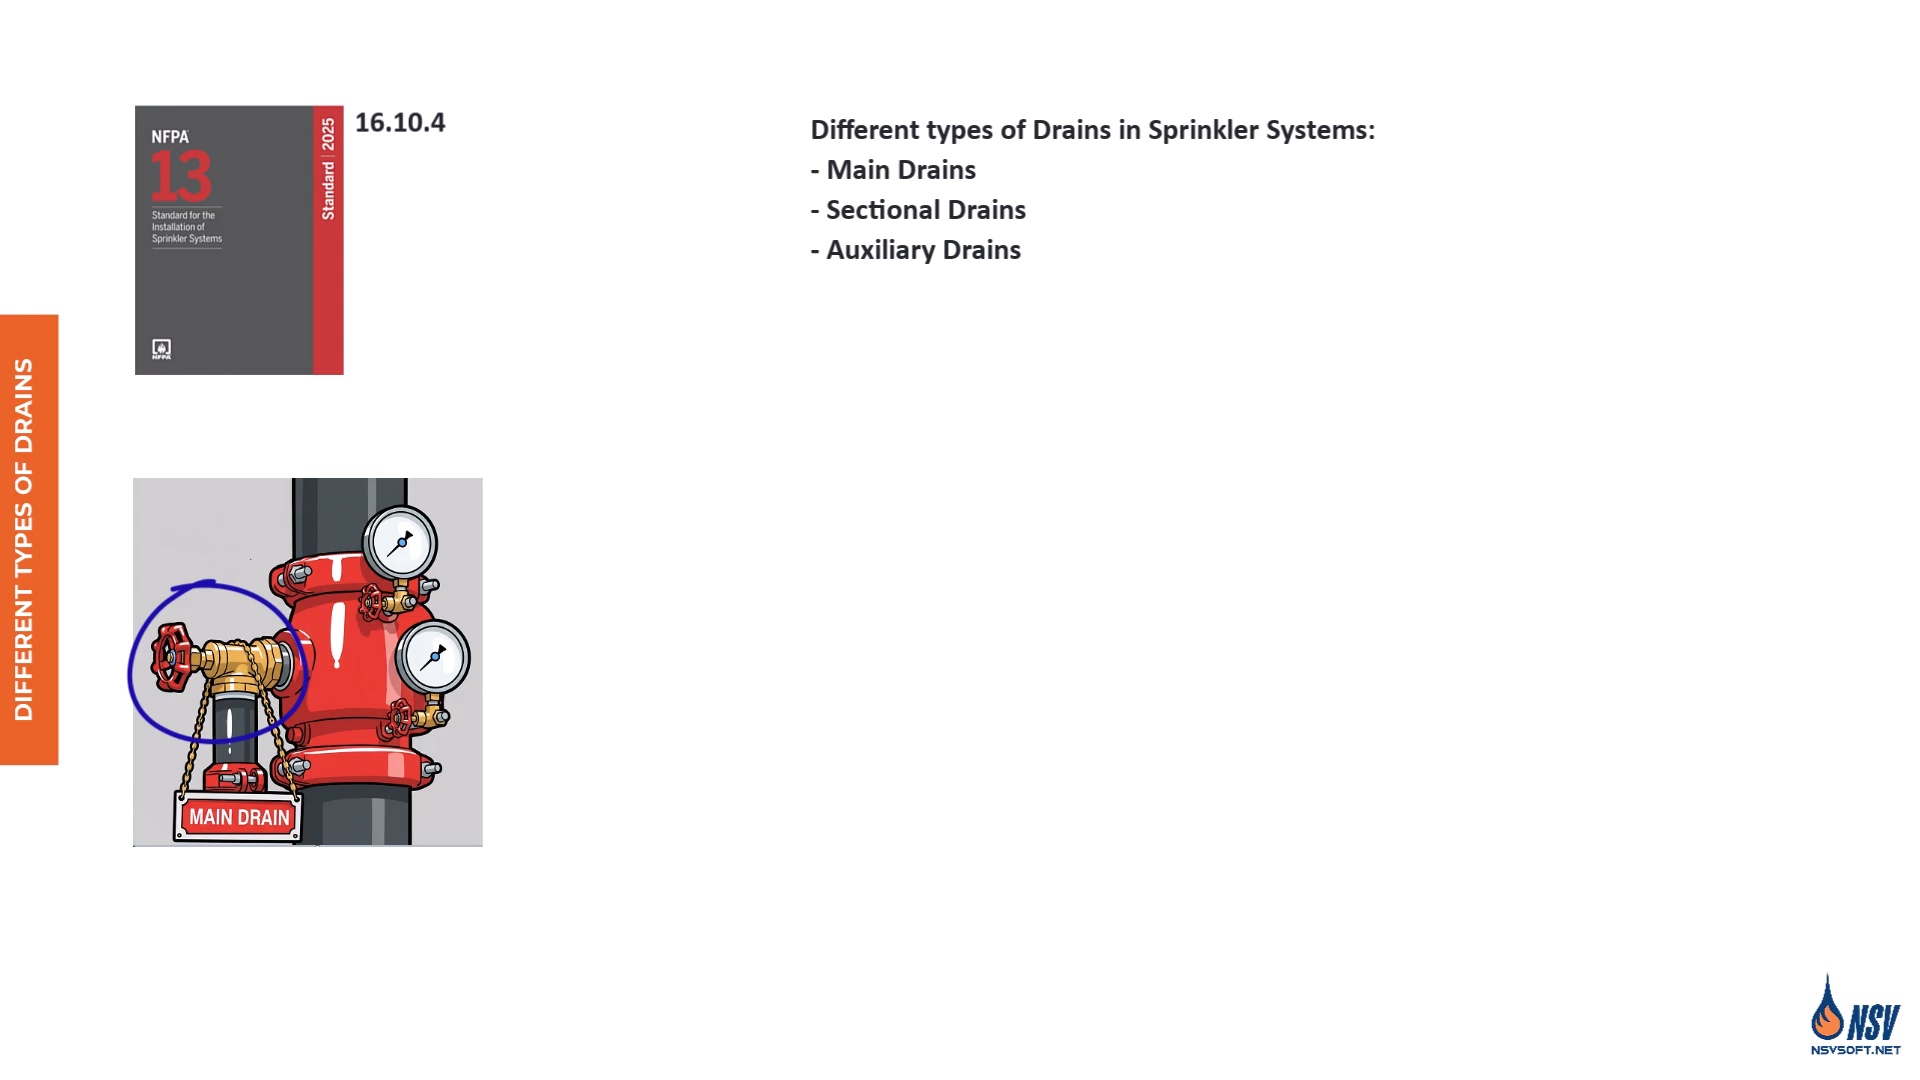 NFPA
13
Standard for the
Installation of
Sprinkler Systems
Standard | 2025
NFPA
16.10.4
Different types of Drains in Sprinkler Systems:
- Main Drains
- Sectional Drains
- Auxiliary Drains
DIFFERENT TYPES OF DRAINS
MAIN DRAIN
NSV
NSVSOFT.NET